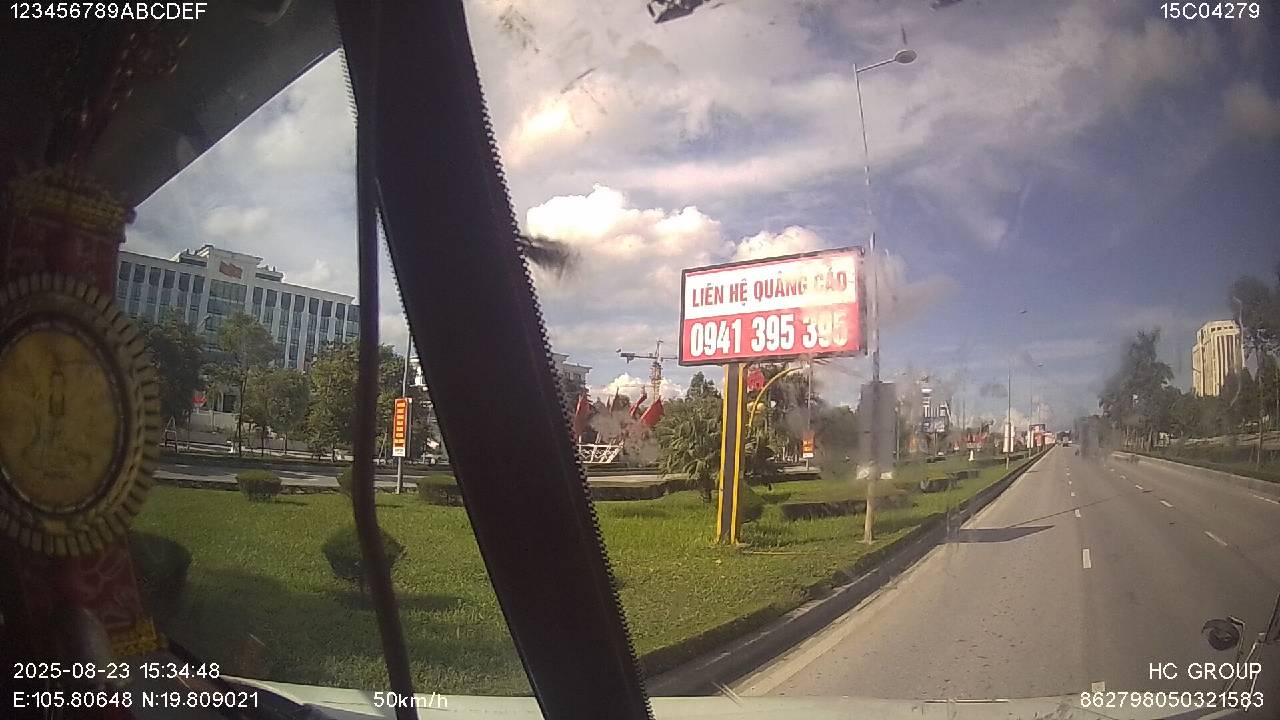 123456789ABCDEF
15C04279
LIÊN HỆ QUẢNG CÁO
0941 395 395
2025-08-23 15:34:48
E:105.80648 N:19.809021
50km/h
HC GROUP
862798050321583